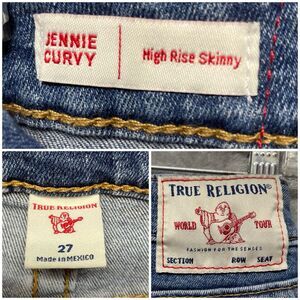 JENNIE
CURVY
High Rise Skinny
TRUE RELIGION
27
Made in MEXICO
TRUE RELIGION®
WORLD TOUR
FASHION FOR THE SENSES
SECTION ROW SEAT